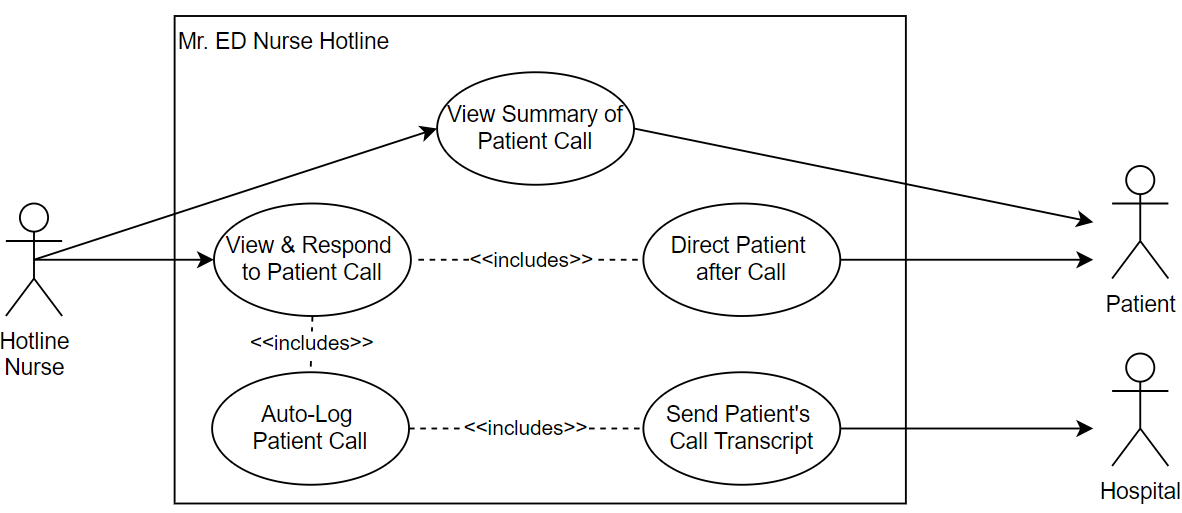 Mr. ED Nurse Hotline
View Summary of
Patient Call
View & Respond
to Patient Call
<<includes>>
Direct Patient
after Call
Patient
Hotline
Nurse
<<includes>>
Auto-Log
Patient Call
<<includes>>
Send Patient's
Call Transcript
Hospital